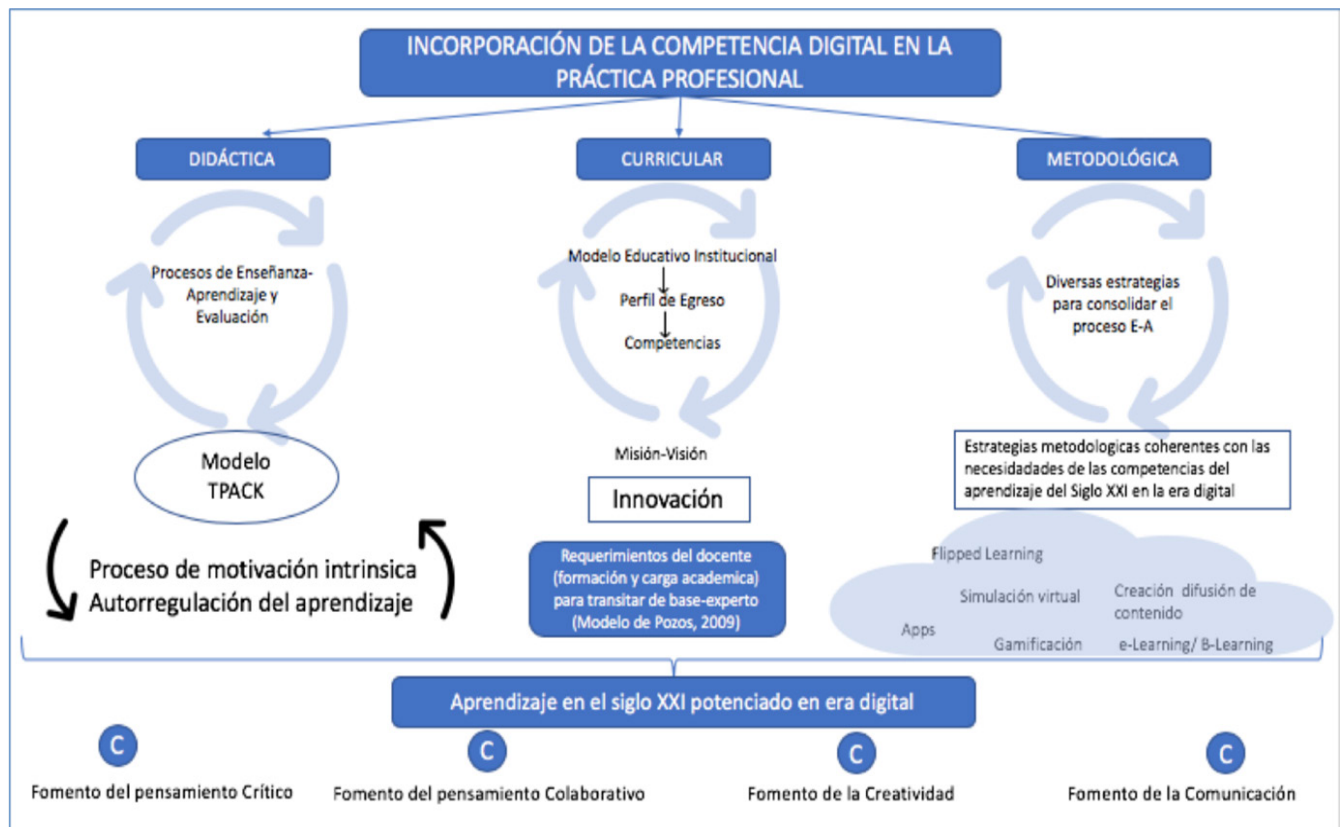 INCORPORACIÓN DE LA COMPETENCIA DIGITAL EN LA
PRÁCTICA PROFESIONAL
DIDÁCTICA
CURRICULAR
METODOLÓGICA
Procesos de Enseñanza-
Aprendizaje y
Evaluación
Modelo
TPACK
Proceso de motivación intrinsica
Autorregulación del aprendizaje
Modelo Educativo Institucional
Perfil de Egreso
Competencias
Misión-Visión
Innovación
Requerimientos del docente
(formación y carga academica)
para transitar de base-experto
(Modelo de Pozos, 2009)
Diversas estrategias
para consolidar el
proceso E-A
Estrategias metodologicas coherentes con las
necesidadades de las competencias del
aprendizaje del Siglo XXI en la era digital
Flipped Learning
Simulación virtual
Creación difusión de
contenido
Apps
Gamificación
e-Learning/ B-Learning
Aprendizaje en el siglo XXI potenciado en era digital
C
Fomento del pensamiento Crítico
C
Fomento del pensamiento Colaborativo
C
Fomento de la Creatividad
C
Fomento de la Comunicación